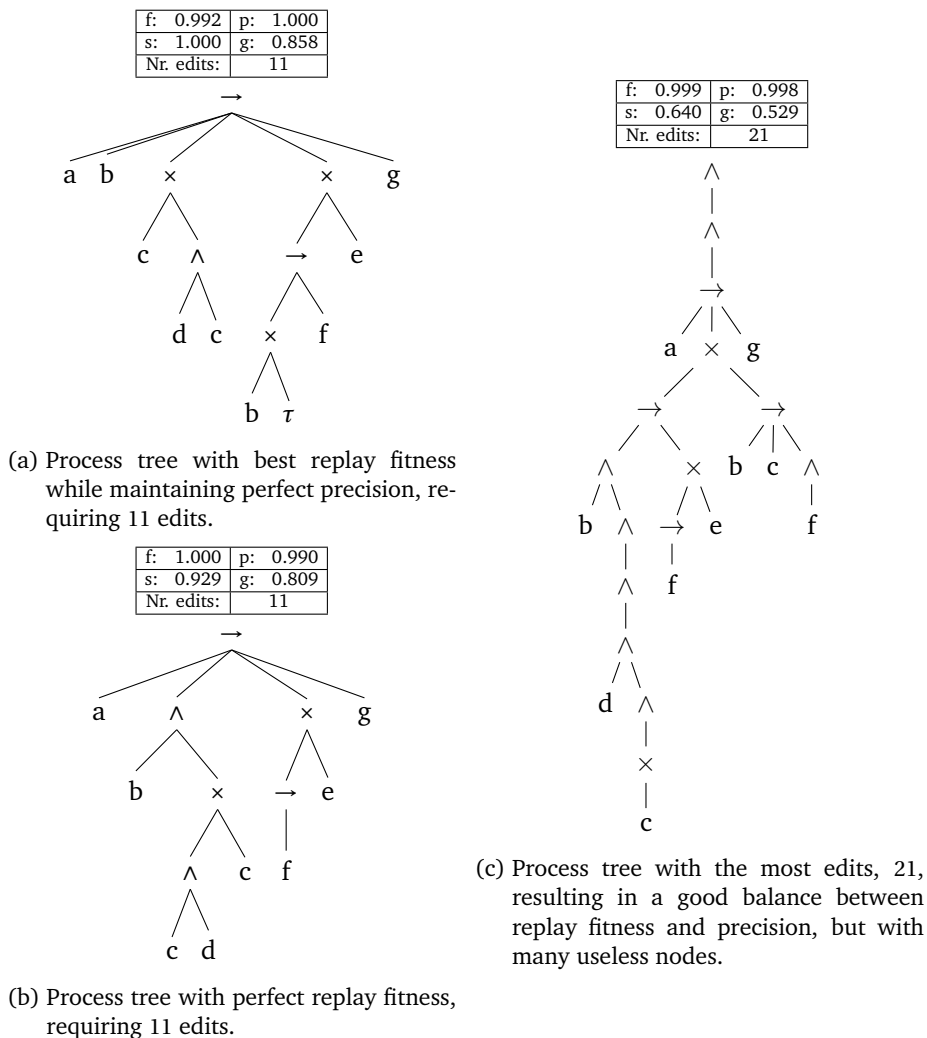 f: 0.992 p: 1.000
s: 1.000 g: 0.858
Nr. edits: 11
→
a b × × g
c ∧ → e
d c × f
b τ
(a) Process tree with best replay fitness
while maintaining perfect precision, re-
quiring 11 edits.
f: 1.000 p: 0.990
s: 0.929 g: 0.809
Nr. edits: 11
→
a ∧ × g
b × → e
∧ c f
c d
(b) Process tree with perfect replay fitness,
requiring 11 edits.
f: 0.999 p: 0.998
s: 0.640 g: 0.529
Nr. edits: 21
∧
∧
→
a × g
→ →
∧ × b c ∧
b ∧ → e f
∧ f
∧
d ∧
×
c
(c) Process tree with the most edits, 21,
resulting in a good balance between
replay fitness and precision, but with
many useless nodes.